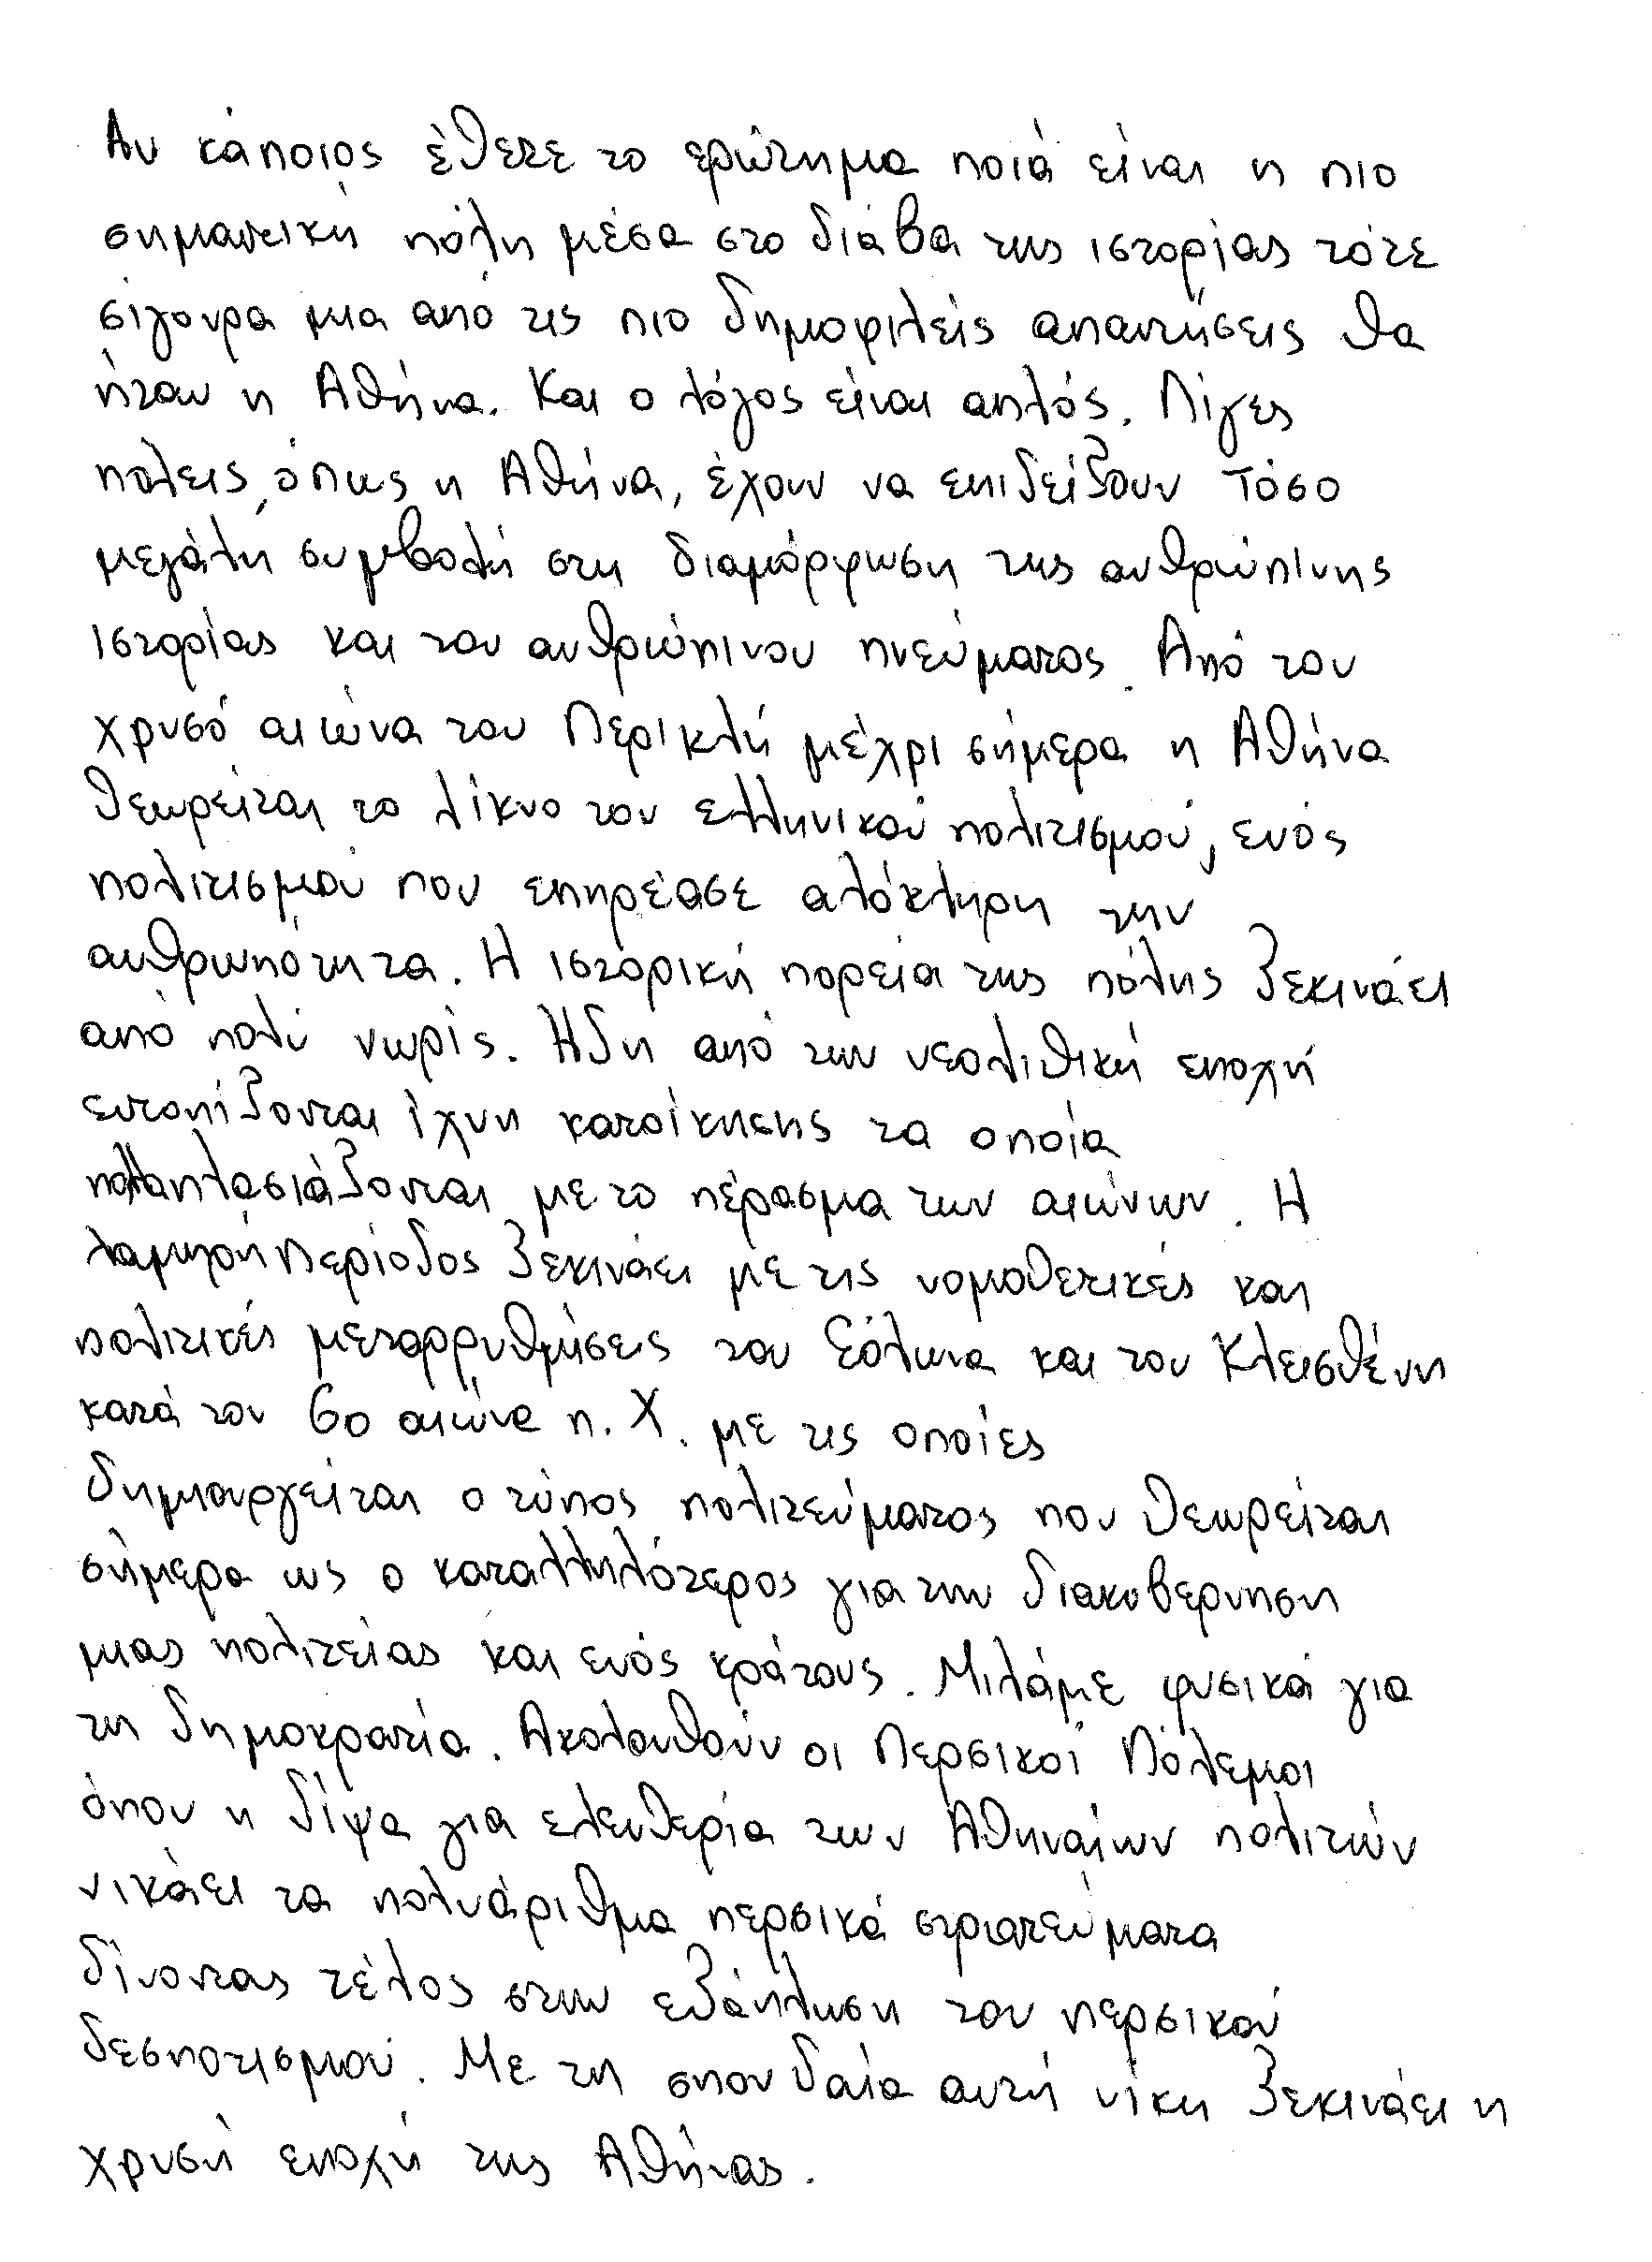 Αν κάποιος έθετε το ερώτημα ποιά είναι η πιο
σημαντική πόλη μέσα στο διάβα της ιστορίας τότε
σίγουρα μια από τις πιο δημοφιλείς απαντήσεις θα
ήταν η Αθήνα. Και ο λόγος είναι απλός. Λίγες
πόλεις, όπως η Αθήνα, έχουν να επιδείξουν τόσο
μεγάλη συμβολή στη διαμόρφωση της ανθρώπινης
ιστορίας και του ανθρώπινου πνεύματος. Από τον
χρυσό αιώνα του Περικλή μέχρι σήμερα η Αθήνα
θεωρείται το λίκνο του ελληνικού πολιτισμού, ενός
πολιτισμού που επηρέασε ολόκληρη την
ανθρωπότητα. Η ιστορική πορεία της πόλης ξεκινάει
από πολύ νωρίς. Ήδη από την νεολιθική εποχή
εντοπίζονται ίχνη κατοίκησης τα οποία
πολλαπλασιάζονται με το πέρασμα των αιώνων. Η
λαμπρή περίοδος ξεκινάει με τις νομοθετικές και
πολιτικές μεταρρυθμίσεις του Σόλωνα και του Κλεισθένη
κατά τον 6ο αιώνα π.Χ. με τις οποίες
δημιουργείται ο τύπος πολιτεύματος που θεωρείται
σήμερα ως ο καταλληλότερος για την διακυβερνηση
μιας πολιτείας και ενός κράτους. Μιλάμε φυσικά για
τη δημοκρατία. Ακολουθούν οι Περσικοί Πόλεμοι
όπου η δίψα για ελευθερία των Αθηναίων πολιτών
νικάει τα πολυάριθμα περσικά στρατεύματα
δίνοντας τέλος στην εξάπλωση του περσικού
δεσποτισμού. Με τη σπουδαία αυτή νίκη ξεκινάει η
χρυσή εποχή της Αθήνας.